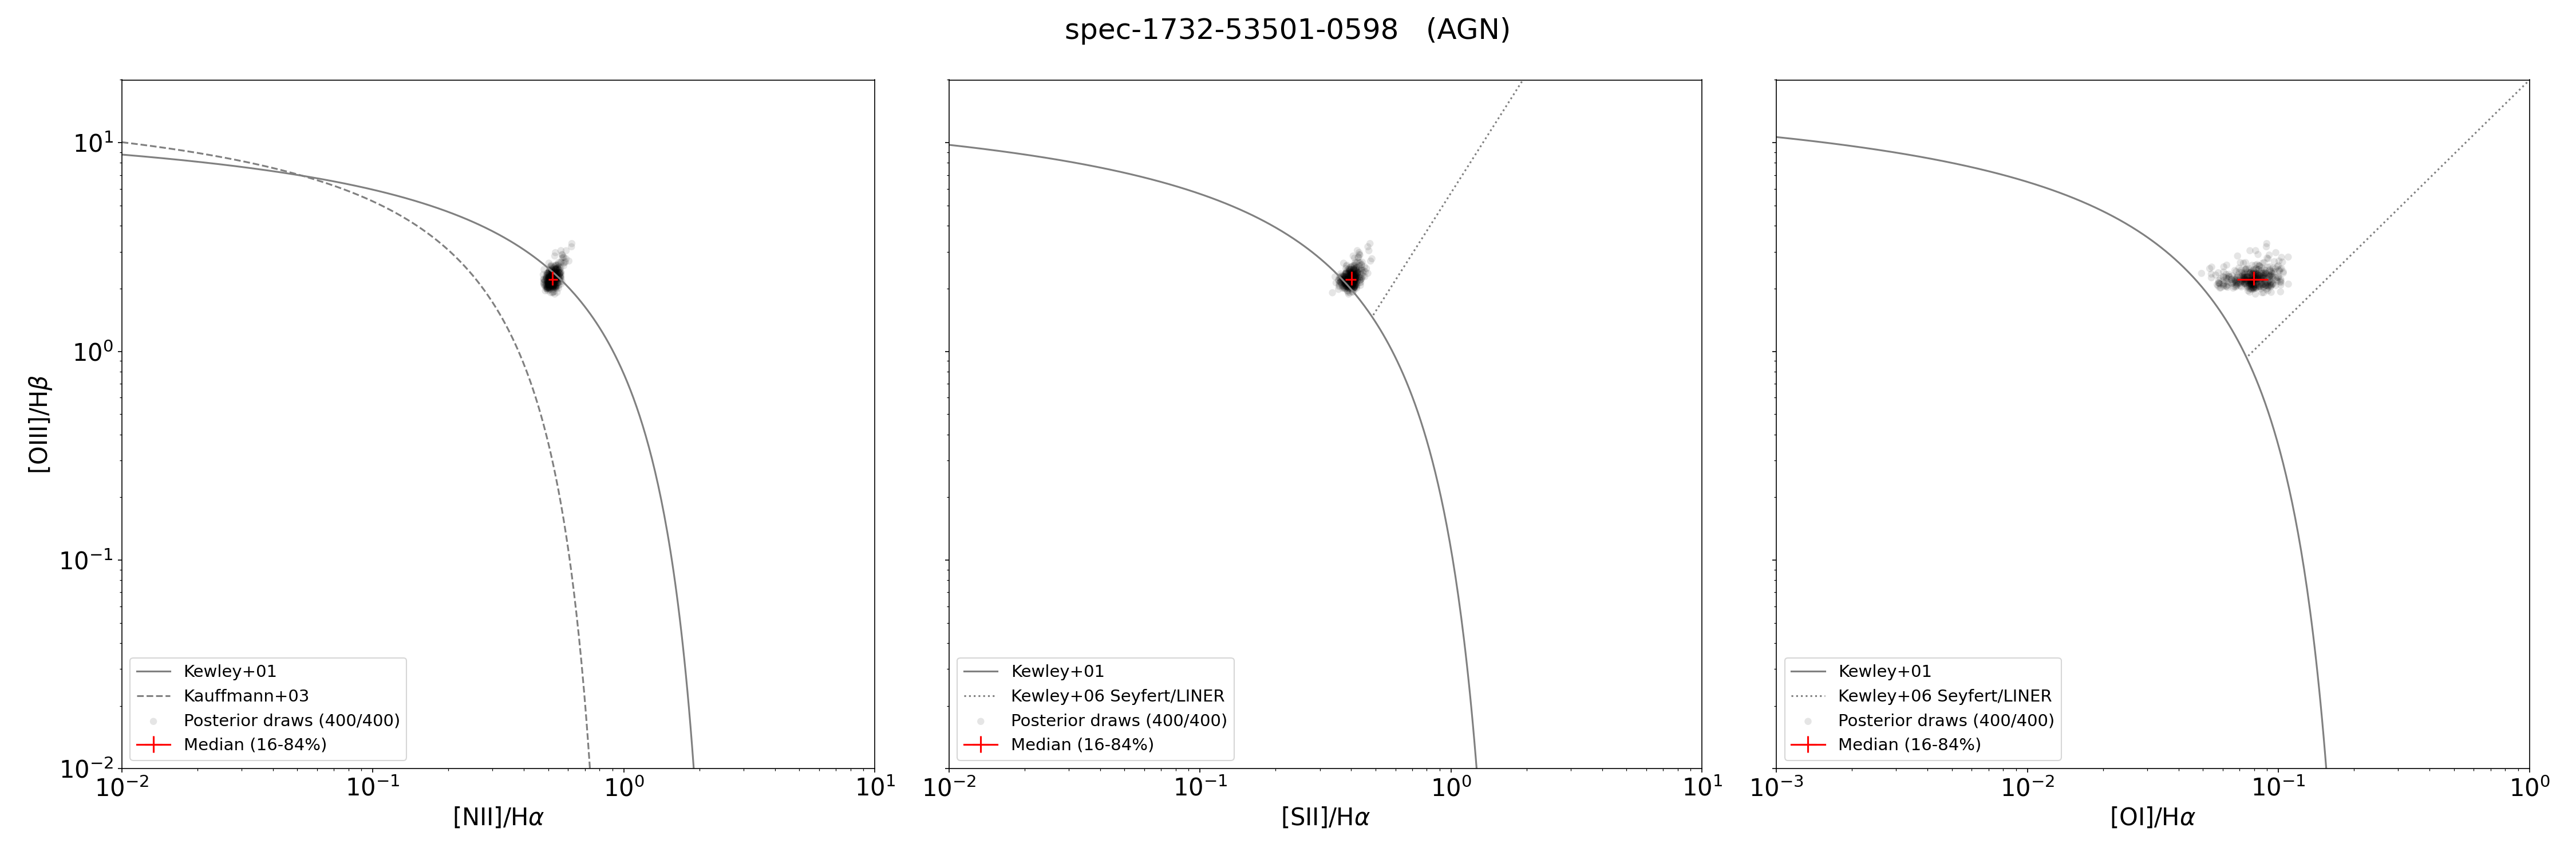 spec-1732-53501-0598 (AGN)
[OIII]/Hβ
10¹
10⁰
10⁻¹
10⁻²
Kewley+01
Kauffmann+03
Posterior draws (400/400)
Median (16-84%)
10⁻² 10⁻¹ 10⁰ 10¹
[NII]/Hα
Kewley+01
Kewley+06 Seyfert/LINER
Posterior draws (400/400)
Median (16-84%)
10⁻² 10⁻¹ 10⁰ 10¹
[SII]/Hα
Kewley+01
Kewley+06 Seyfert/LINER
Posterior draws (400/400)
Median (16-84%)
10⁻³ 10⁻² 10⁻¹ 10⁰
[OI]/Hα